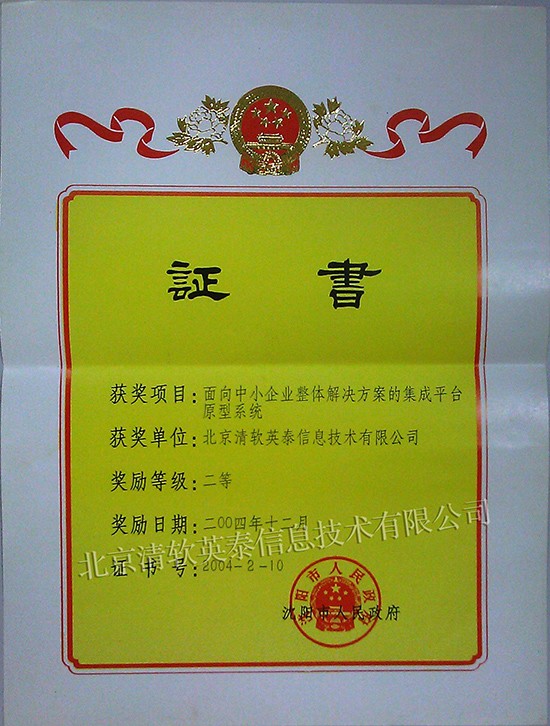 証 書
获奖项目：面向中小企业整体解决方案的集成平台
原型系统
获奖单位：北京清软英泰信息技术有限公司
奖励等级：二等
奖励日期：二〇〇四年十二月
证书号：2004-2-10
沈阳市人民政府
沈阳市人民政府
北京清软英泰信息技术有限公司